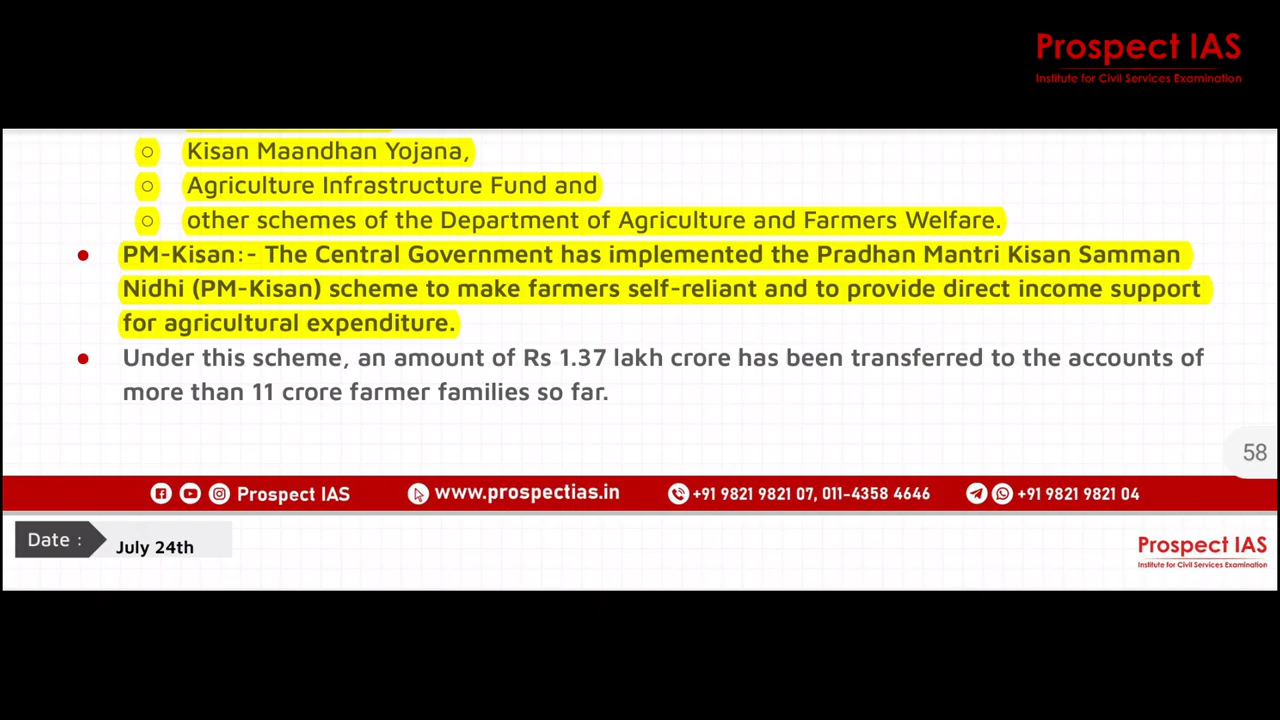 Prospect IAS
Institute for Civil Services Examination
○ Kisan Maandhan Yojana,
○ Agriculture Infrastructure Fund and
○ other schemes of the Department of Agriculture and Farmers Welfare.
● PM-Kisan:- The Central Government has implemented the Pradhan Mantri Kisan Samman
Nidhi (PM-Kisan) scheme to make farmers self-reliant and to provide direct income support
for agricultural expenditure.
● Under this scheme, an amount of Rs 1.37 lakh crore has been transferred to the accounts of
more than 11 crore farmer families so far.
58
Prospect IAS www.prospectias.in +91 9821 9821 07, 011-4358 4646 +91 9821 9821 04
Date : July 24th
Prospect IAS
Institute for Civil Services Examination